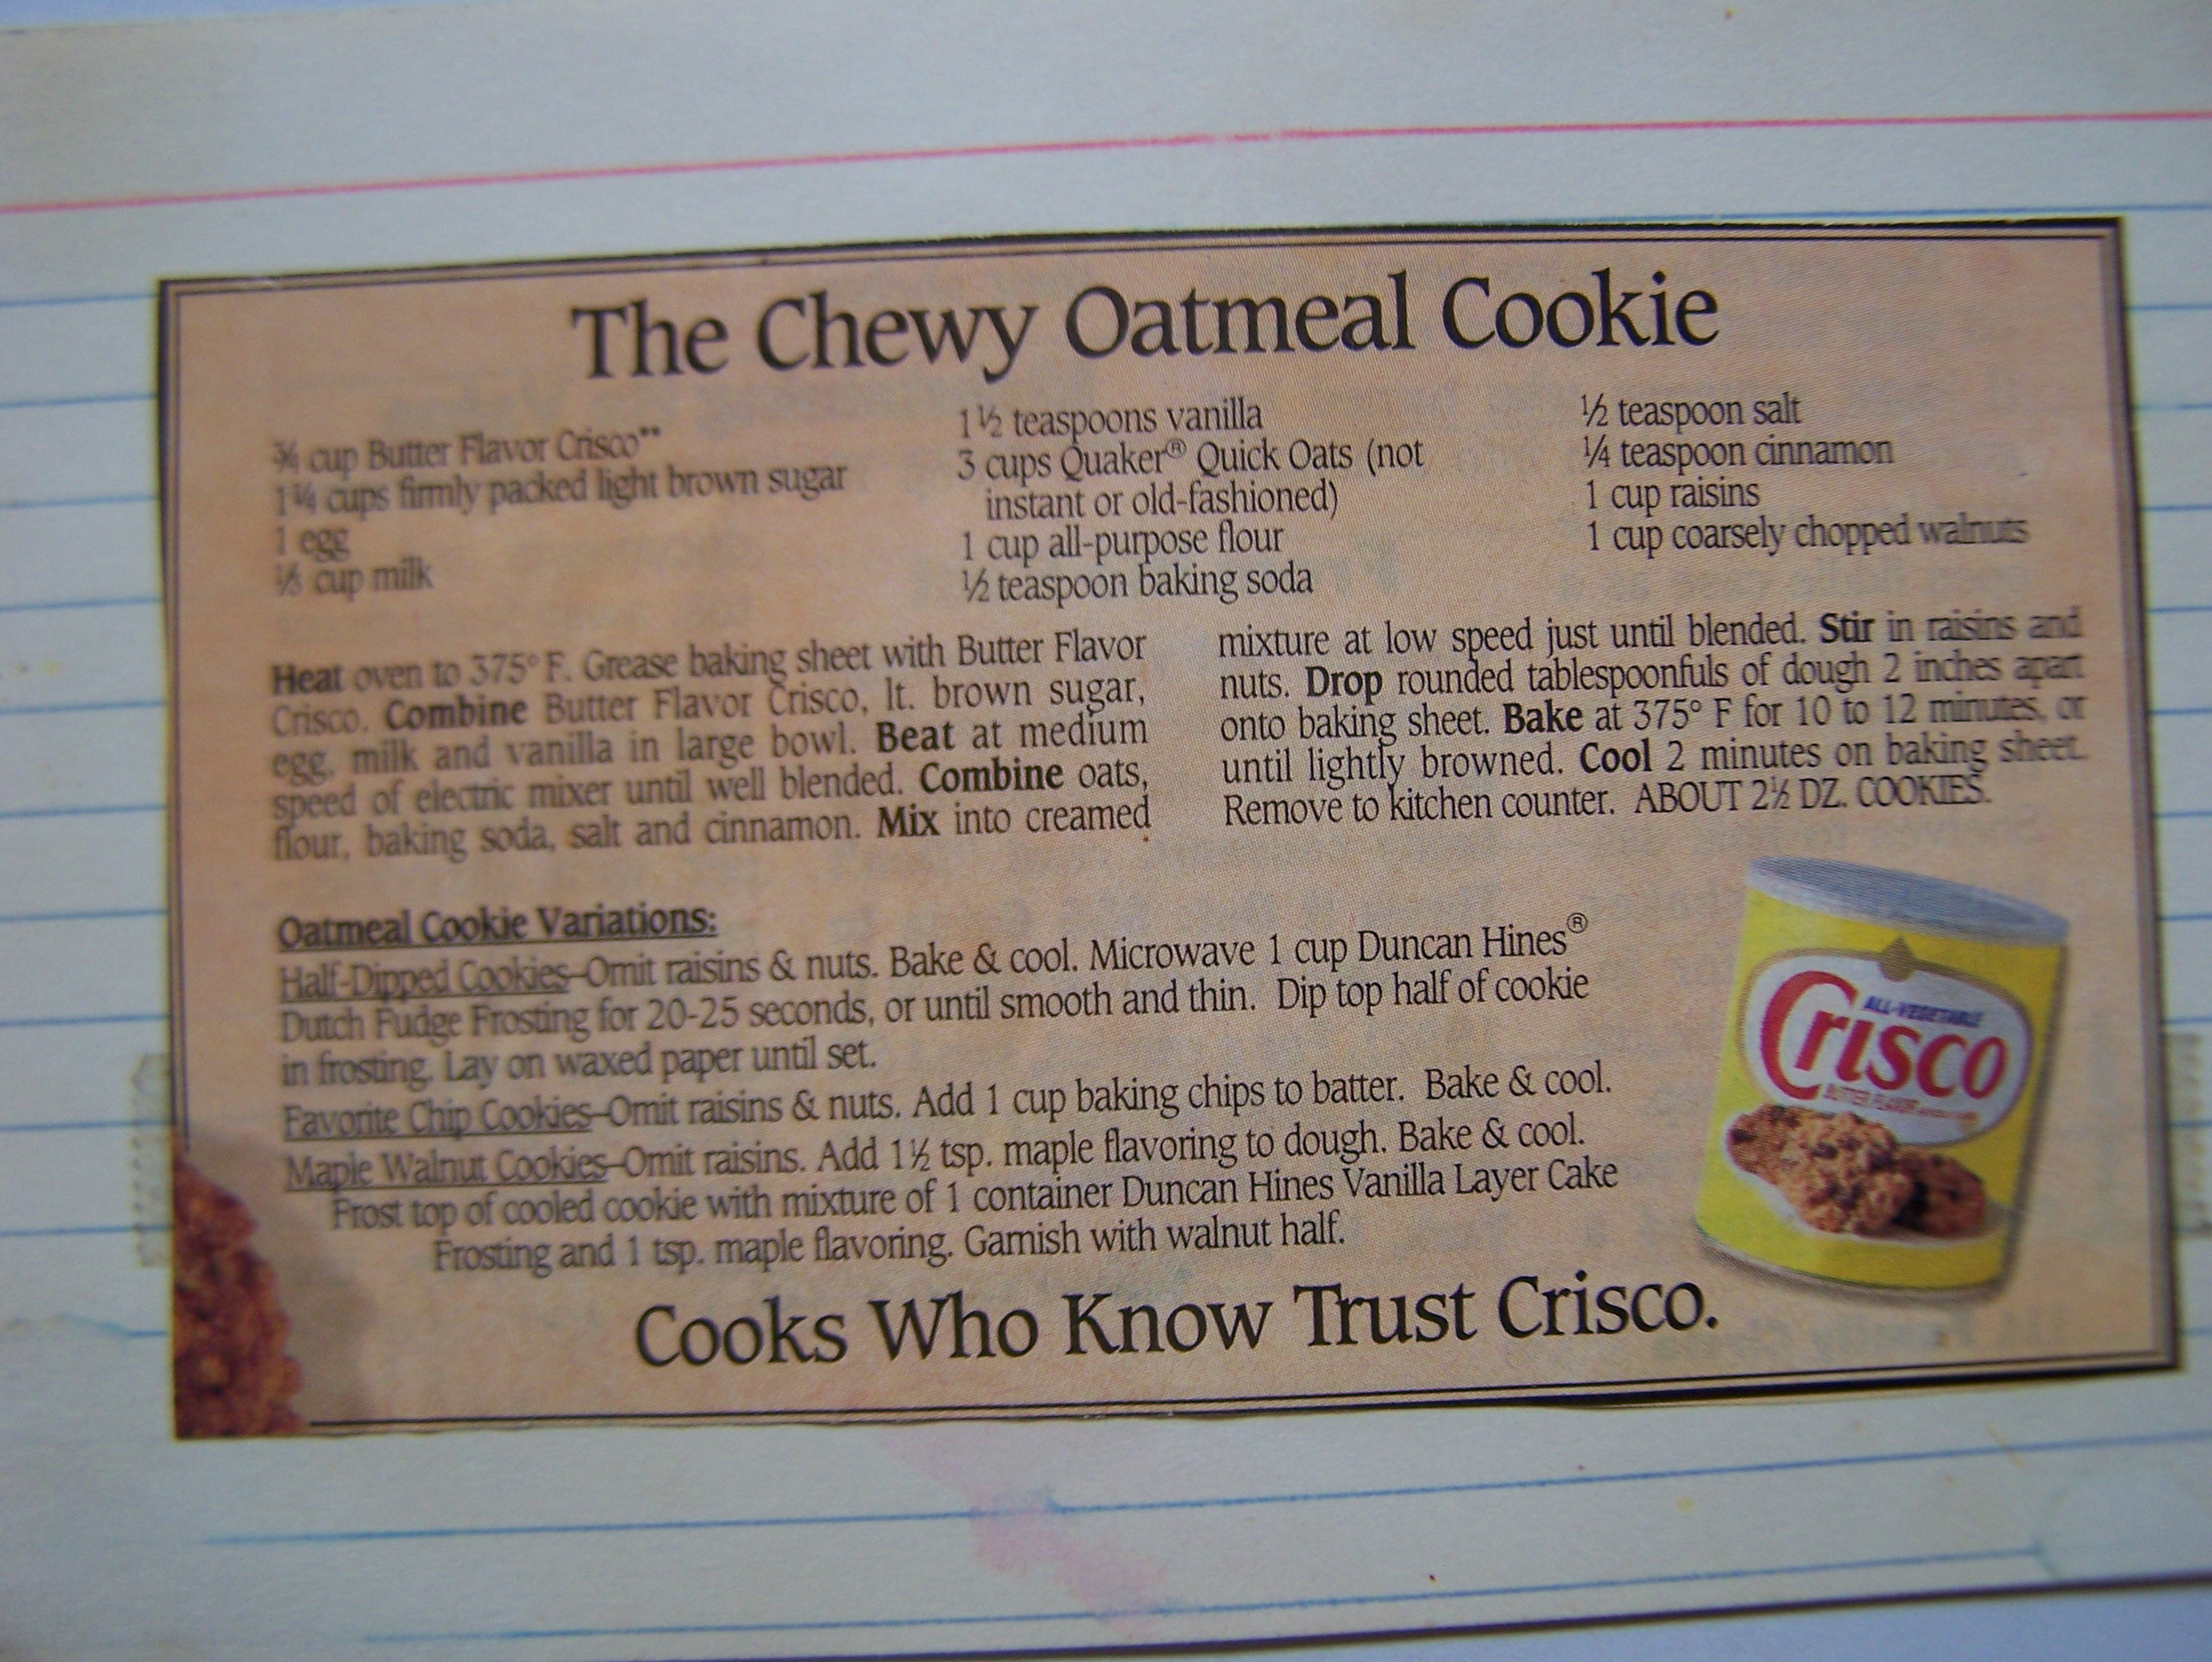 The Chewy Oatmeal Cookie
¾ cup Butter Flavor Crisco**
1¼ cups firmly packed light brown sugar
1 egg
⅓ cup milk
1½ teaspoons vanilla
3 cups Quaker® Quick Oats (not
instant or old-fashioned)
1 cup all-purpose flour
½ teaspoon baking soda
½ teaspoon salt
¼ teaspoon cinnamon
1 cup raisins
1 cup coarsely chopped walnuts
Heat oven to 375° F. Grease baking sheet with Butter Flavor
Crisco. Combine Butter Flavor Crisco, lt. brown sugar,
egg, milk and vanilla in large bowl. Beat at medium
speed of electric mixer until well blended. Combine oats,
flour, baking soda, salt and cinnamon. Mix into creamed
mixture at low speed just until blended. Stir in raisins and
nuts. Drop rounded tablespoonfuls of dough 2 inches apart
onto baking sheet. Bake at 375° F for 10 to 12 minutes, or
until lightly browned. Cool 2 minutes on baking sheet.
Remove to kitchen counter. ABOUT 2½ DZ. COOKIES.
Oatmeal Cookie Variations:
Half-Dipped Cookies–Omit raisins & nuts. Bake & cool. Microwave 1 cup Duncan Hines®
Dutch Fudge Frosting for 20-25 seconds, or until smooth and thin. Dip top half of cookie
in frosting. Lay on waxed paper until set.
Favorite Chip Cookies–Omit raisins & nuts. Add 1 cup baking chips to batter. Bake & cool.
Maple Walnut Cookies–Omit raisins. Add 1½ tsp. maple flavoring to dough. Bake & cool.
Frost top of cooled cookie with mixture of 1 container Duncan Hines Vanilla Layer Cake
Frosting and 1 tsp. maple flavoring. Garnish with walnut half.
ALL-VEGETABLE
Crisco
BUTTER FLAVOR
Cooks Who Know Trust Crisco.